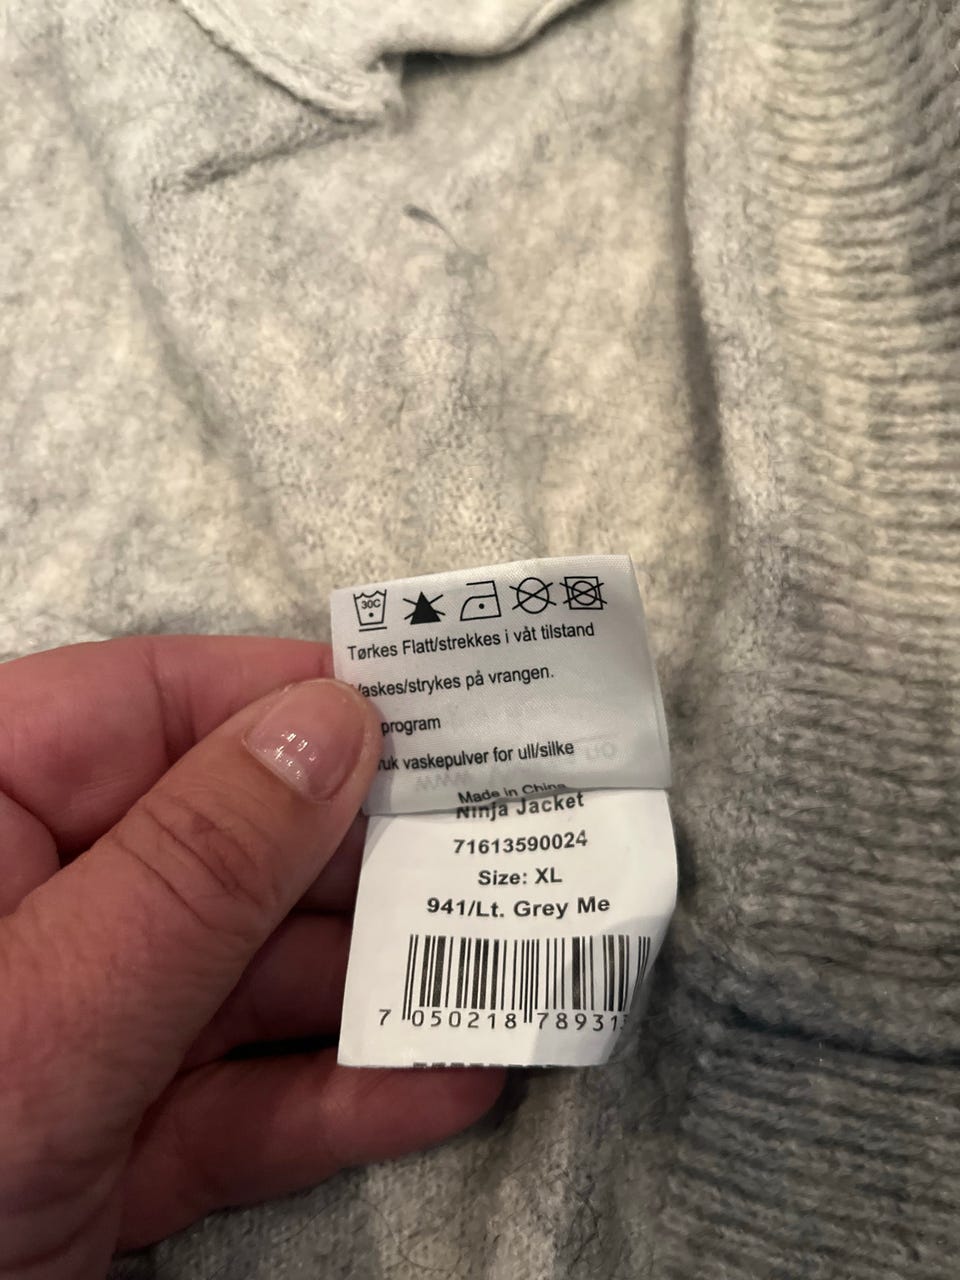 30C
Tørkes Flatt/strekkes i våt tilstand
Vaskes/strykes på vrangen.
program
vaskepulver for ull/silke
Made in China
Ninja Jacket
71613590024
Size: XL
941/Lt. Grey Me
7 050218 78931